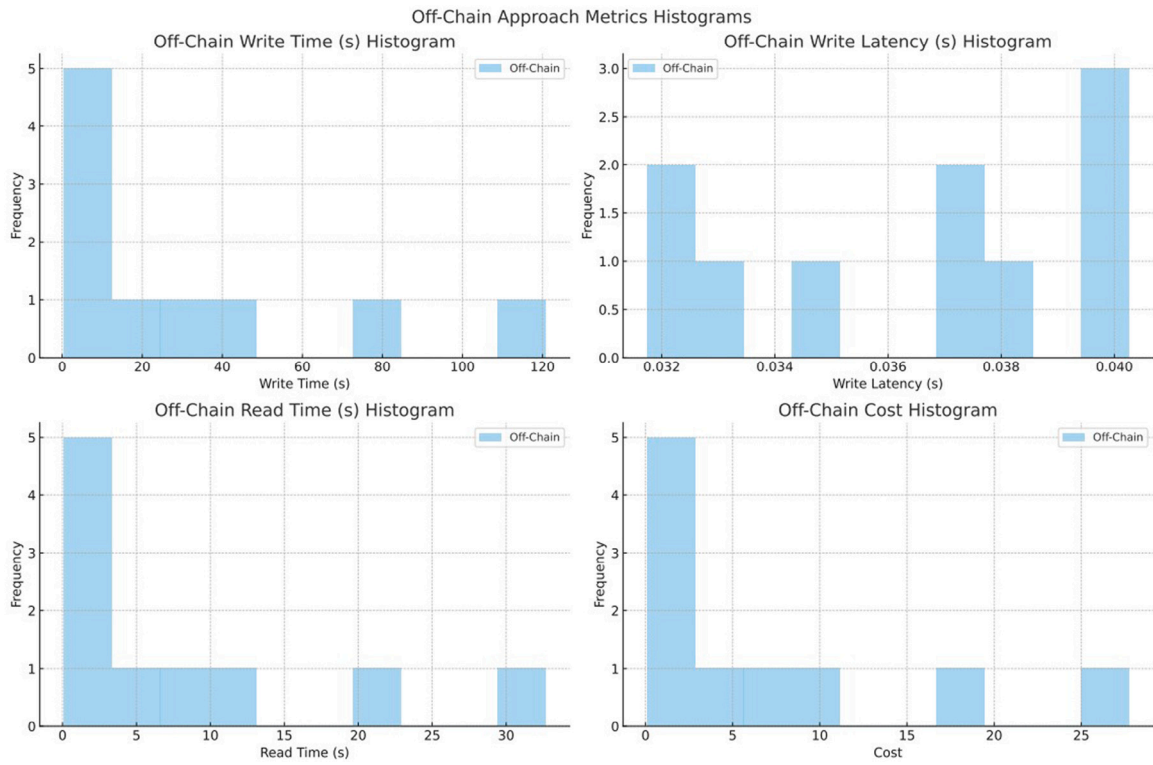 Off-Chain Approach Metrics Histograms
Off-Chain Write Time (s) Histogram
Off-Chain
5
4
3
2
1
0
Frequency
0 20 40 60 80 100 120
Write Time (s)
Off-Chain Write Latency (s) Histogram
Off-Chain
3.0
2.5
2.0
1.5
1.0
0.5
0.0
Frequency
0.032 0.034 0.036 0.038 0.040
Write Latency (s)
Off-Chain Read Time (s) Histogram
Off-Chain
5
4
3
2
1
0
Frequency
0 5 10 15 20 25 30
Read Time (s)
Off-Chain Cost Histogram
Off-Chain
5
4
3
2
1
0
Frequency
0 5 10 15 20 25
Cost